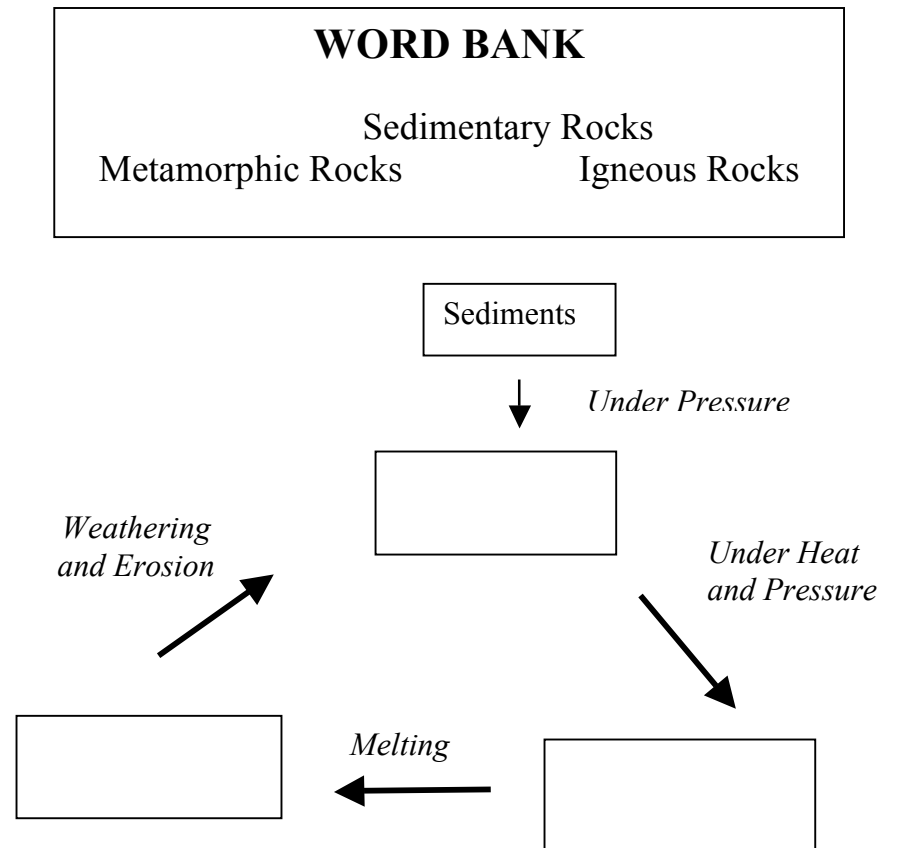 WORD BANK
Sedimentary Rocks
Metamorphic Rocks Igneous Rocks
Sediments
Under Pressure
Weathering
and Erosion
Under Heat
and Pressure
Melting